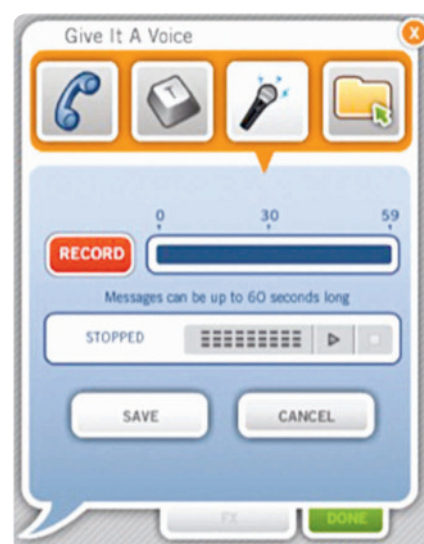 Give It A Voice
X
T
0 30 59
RECORD
Messages can be up to 60 seconds long
STOPPED
SAVE CANCEL
FX DONE